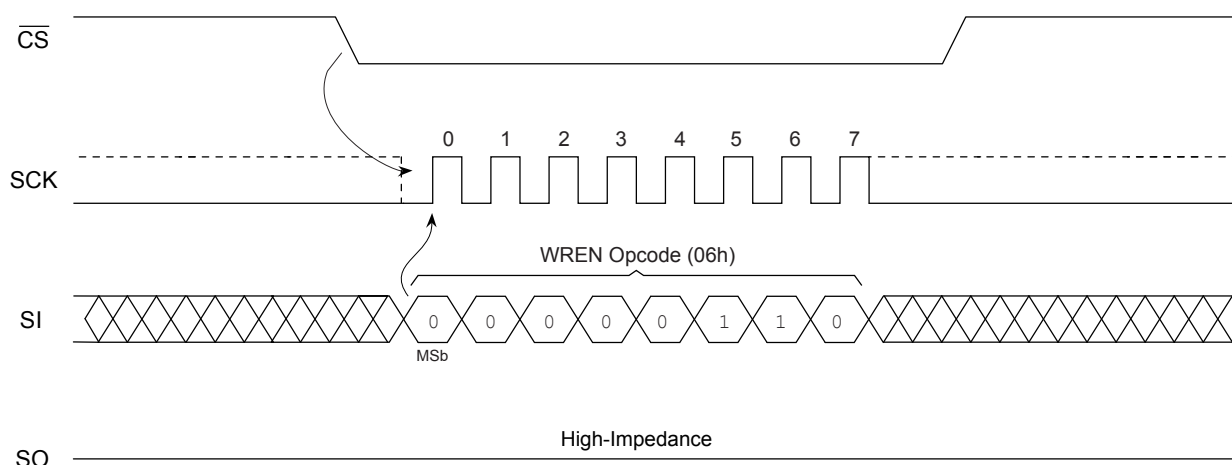 CS
0 1 2 3 4 5 6 7
SCK
WREN Opcode (06h)
SI 0 0 0 0 0 1 1 0
MSb
High-Impedance
SO